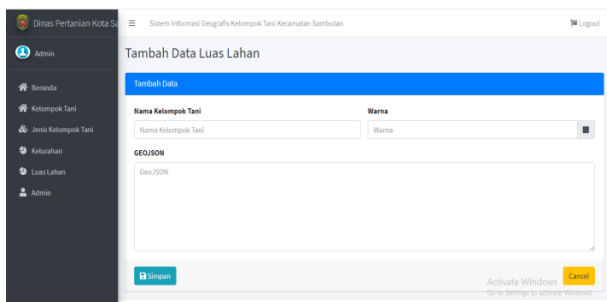 Dinas Pertanian Kota Sa
Sistem Informasi Geografis Kelompok Tani Kecamatan Sambutan
Logout
Admin
Tambah Data Luas Lahan
Beranda
Kelompok Tani
Jenis Kelompok Tani
Kelurahan
Luas Lahan
Admin
Tambah Data
Nama Kelompok Tani
Warna
Nama Kelompok Tani
Warna
GEOJSON
GeoJSON
Simpan
Cancel
Activate Windows
Go to Settings to activate Windows.